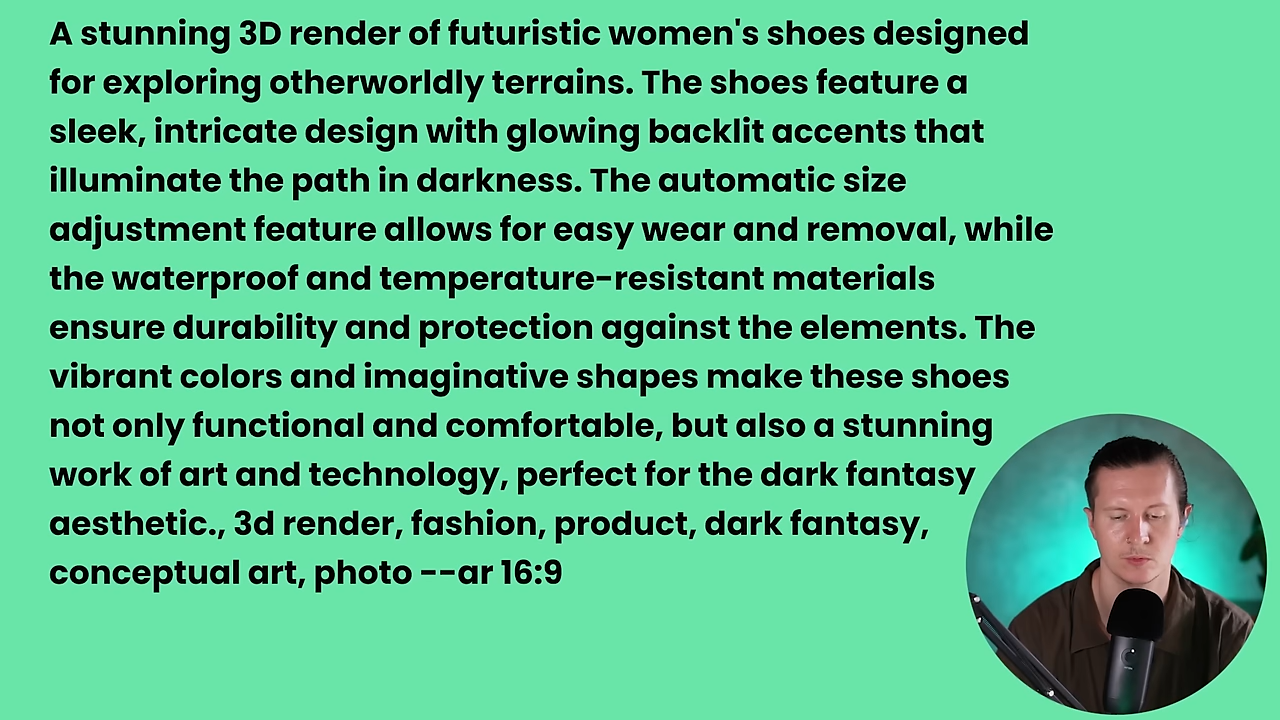 A stunning 3D render of futuristic women's shoes designed
for exploring otherworldly terrains. The shoes feature a
sleek, intricate design with glowing backlit accents that
illuminate the path in darkness. The automatic size
adjustment feature allows for easy wear and removal, while
the waterproof and temperature-resistant materials
ensure durability and protection against the elements. The
vibrant colors and imaginative shapes make these shoes
not only functional and comfortable, but also a stunning
work of art and technology, perfect for the dark fantasy
aesthetic., 3d render, fashion, product, dark fantasy,
conceptual art, photo --ar 16:9